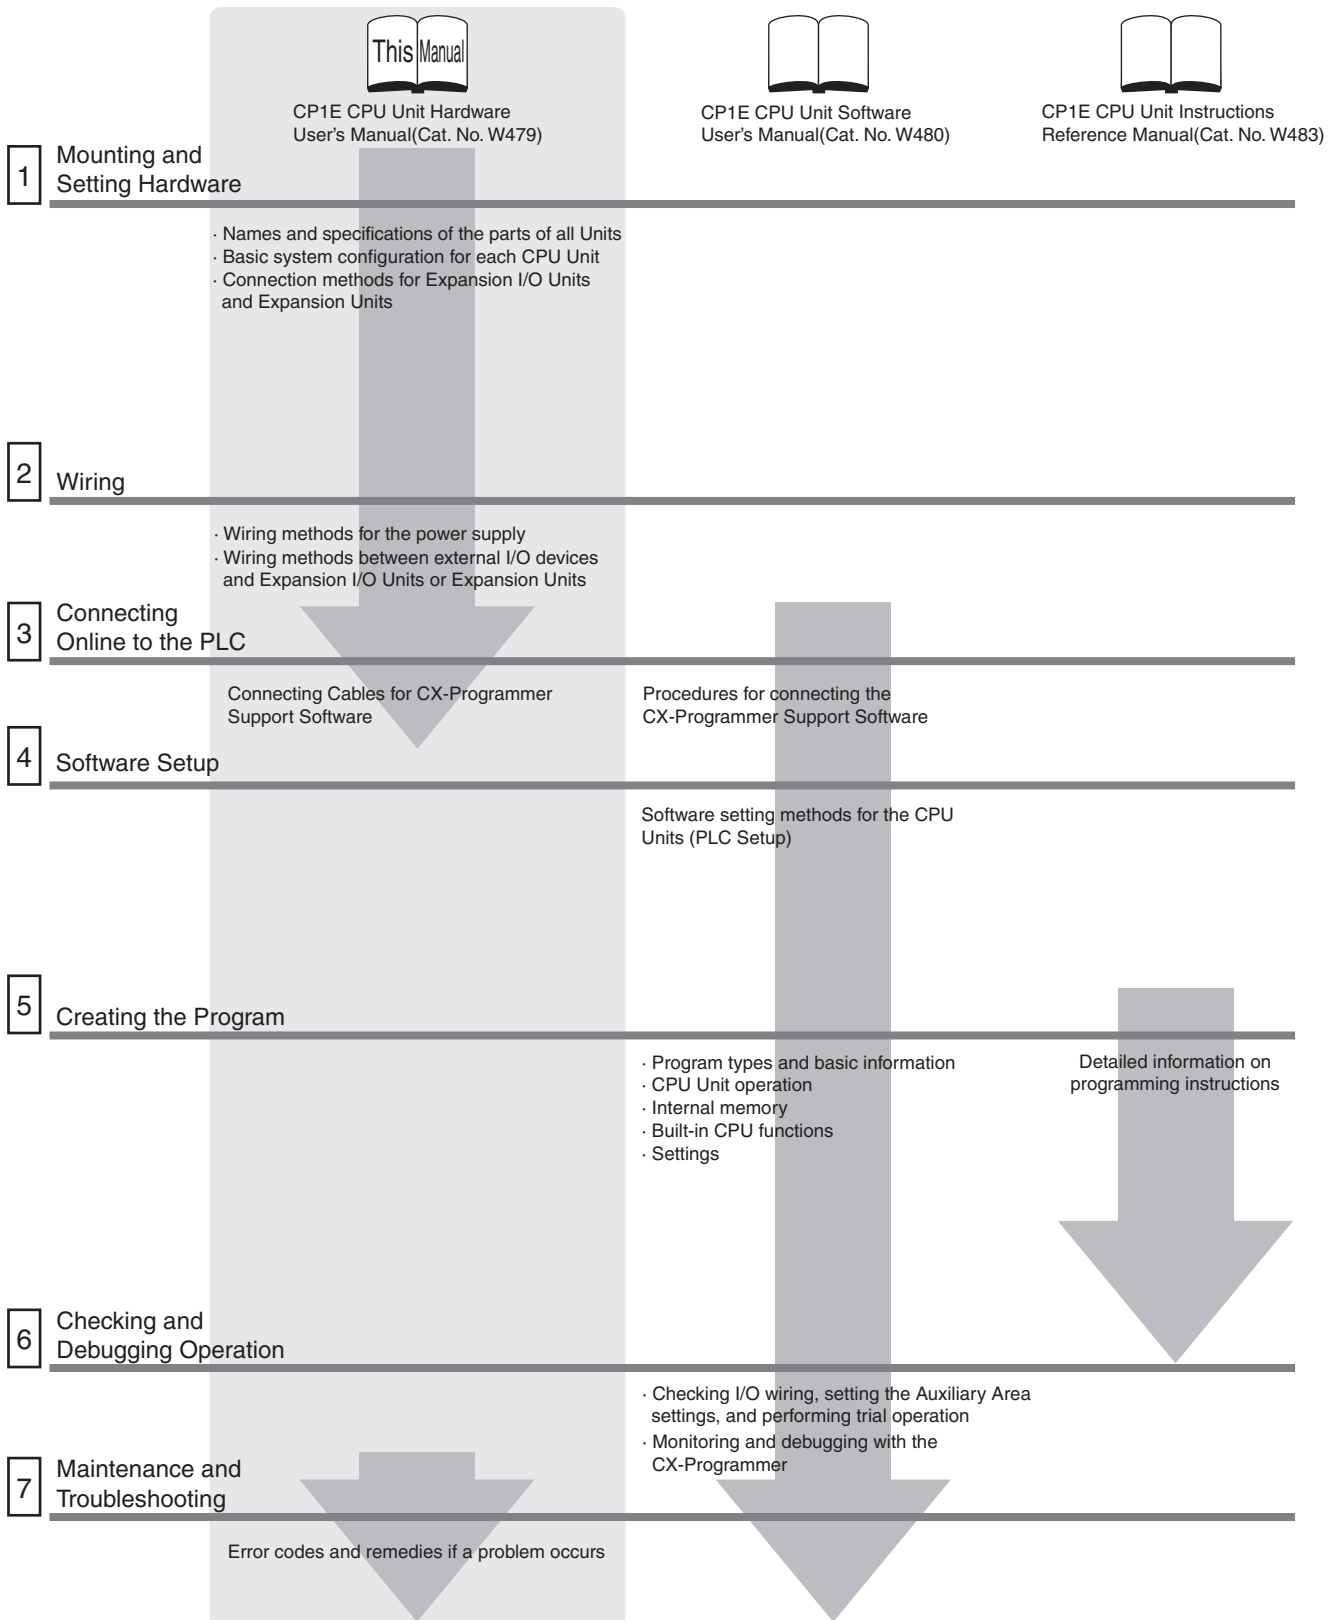 This Manual
CP1E CPU Unit Hardware
User's Manual(Cat. No. W479)
CP1E CPU Unit Software
User's Manual(Cat. No. W480)
CP1E CPU Unit Instructions
Reference Manual(Cat. No. W483)
1
Mounting and
Setting Hardware
· Names and specifications of the parts of all Units
· Basic system configuration for each CPU Unit
· Connection methods for Expansion I/O Units
and Expansion Units
2
Wiring
· Wiring methods for the power supply
· Wiring methods between external I/O devices
and Expansion I/O Units or Expansion Units
3
Connecting
Online to the PLC
Connecting Cables for CX-Programmer
Support Software
Procedures for connecting the
CX-Programmer Support Software
4
Software Setup
Software setting methods for the CPU
Units (PLC Setup)
5
Creating the Program
· Program types and basic information
· CPU Unit operation
· Internal memory
· Built-in CPU functions
· Settings
Detailed information on
programming instructions
6
Checking and
Debugging Operation
· Checking I/O wiring, setting the Auxiliary Area
settings, and performing trial operation
· Monitoring and debugging with the
CX-Programmer
7
Maintenance and
Troubleshooting
Error codes and remedies if a problem occurs